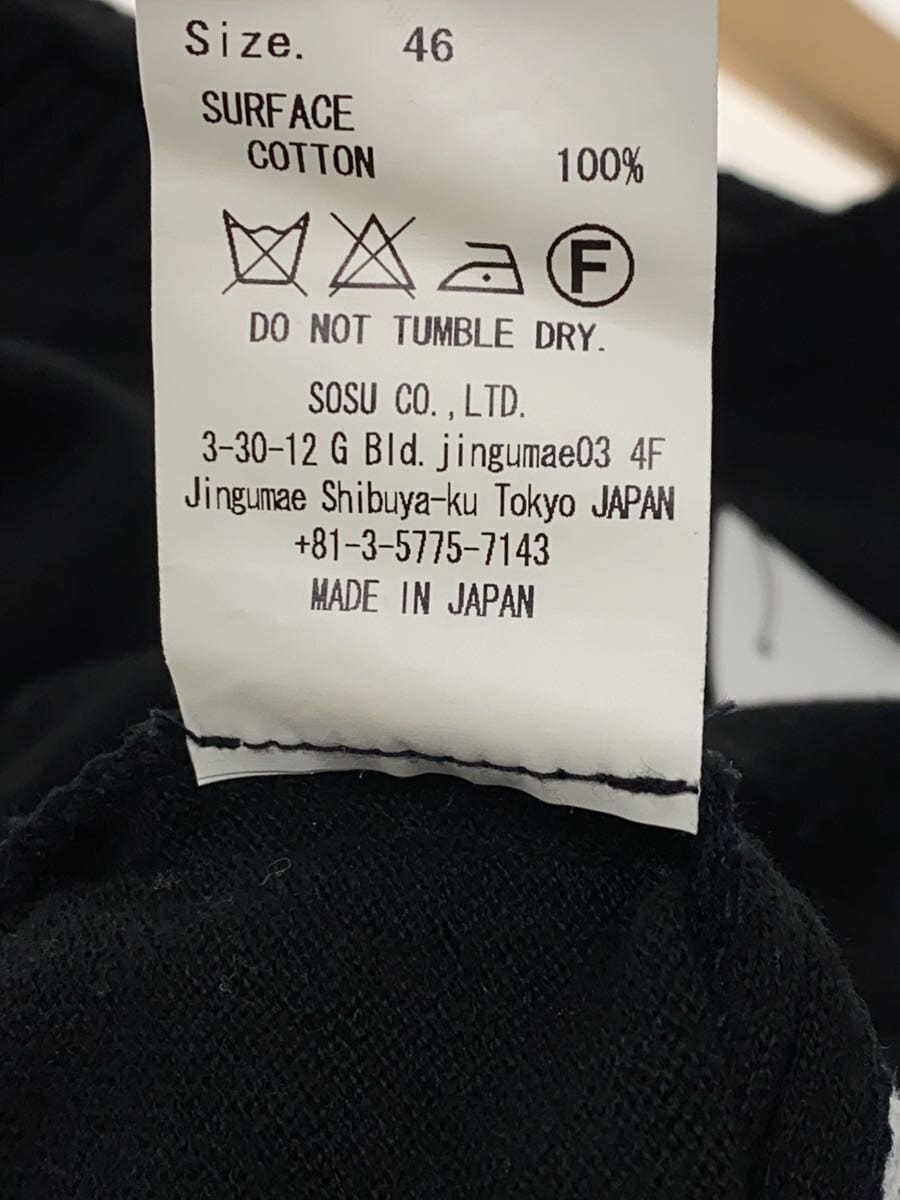 Size. 46
SURFACE
COTTON 100%
F
DO NOT TUMBLE DRY.
SOSU CO.,LTD.
3-30-12 G Bld. jingumae03 4F
Jingumae Shibuya-ku Tokyo JAPAN
+81-3-5775-7143
MADE IN JAPAN